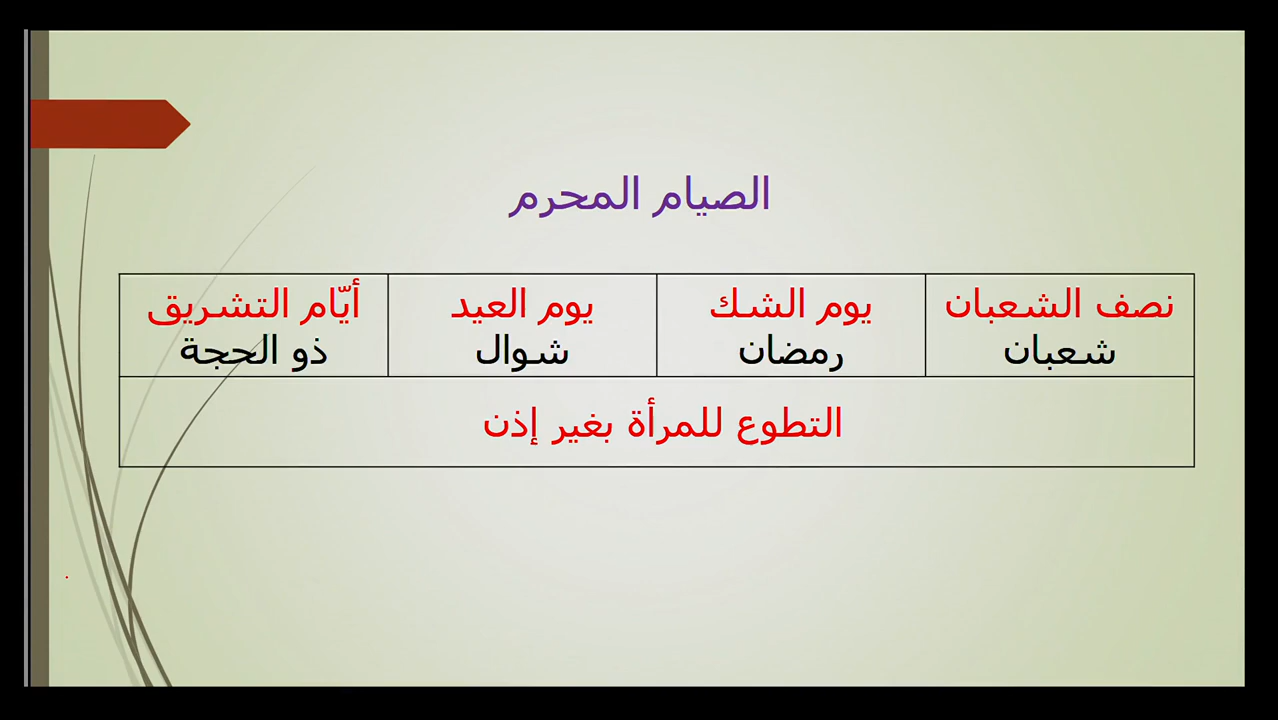 الصيام المحرم
نصف الشعبان
شعبان
يوم الشك
رمضان
يوم العيد
شوال
أيّام التشريق
ذو الحجة
التطوع للمرأة بغير إذن